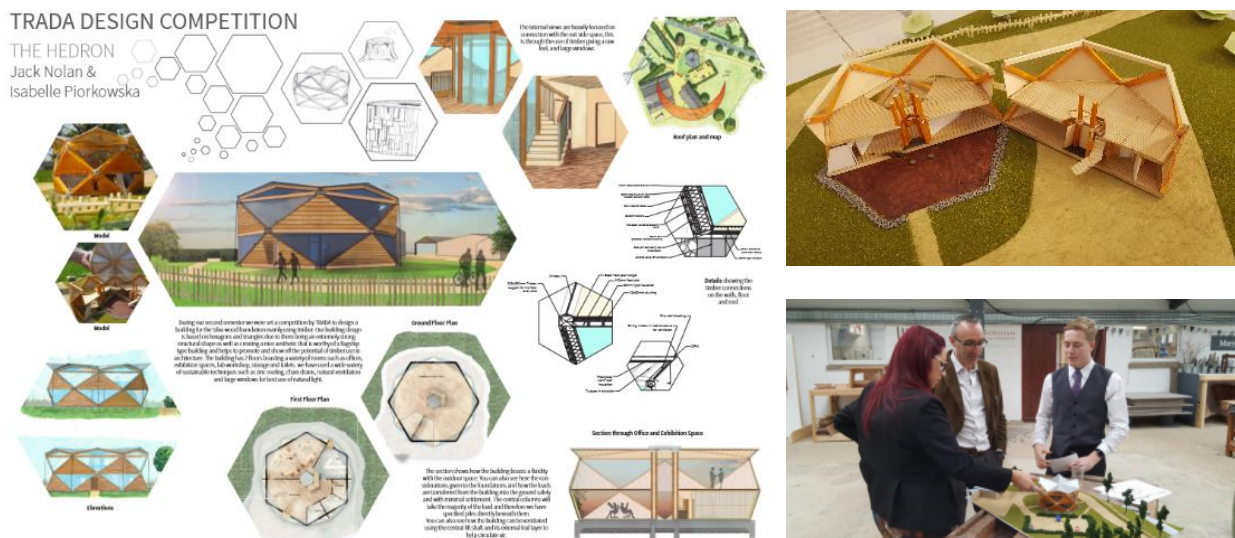 TRADA DESIGN COMPETITION
THE HEDRON
Jack Nolan &
Isabelle Piorkowska
The internal views are heavily focused on
connection with the out side space, this
is through the use of timber giving a raw
feel, and large windows.
Roof plan and map
Model
Model
Details showing the
timber connections
on the walls, floor
and roof
During our second semester we were set a competition by TRADA to design a
building for the wood foundation mainly using timber. Our building design
is based on hexagons and triangles due to them being an extremely strong
structural shape as well as creating a nice aesthetic that is worthy of a flagship
type building and helps to promote and show off the potential of timber use in
architecture. The building has 2 floors boasting a variety of rooms such as offices,
exhibition spaces, lab/workshop, storage and toilets. we have used a wide variety
of sustainable techniques such as zinc roofing, chain drains, natural ventilation
and large windows for best use of natural light.
Ground Floor Plan
First Floor Plan
Elevations
Section through Office and Exhibition Space
The section shows how the building boasts a fluidity
with the outdoor space. You can also see here the con-
siderations given to the foundations and how the loads
are transferred from the building into the ground safely
and with minimal settlement. The central columns will
take the majority of the load, and therefore we have
specified piles directly beneath them.
You can also see how the building can be ventilated
using the central lift shaft and its external leaf layer to
help circulate air.